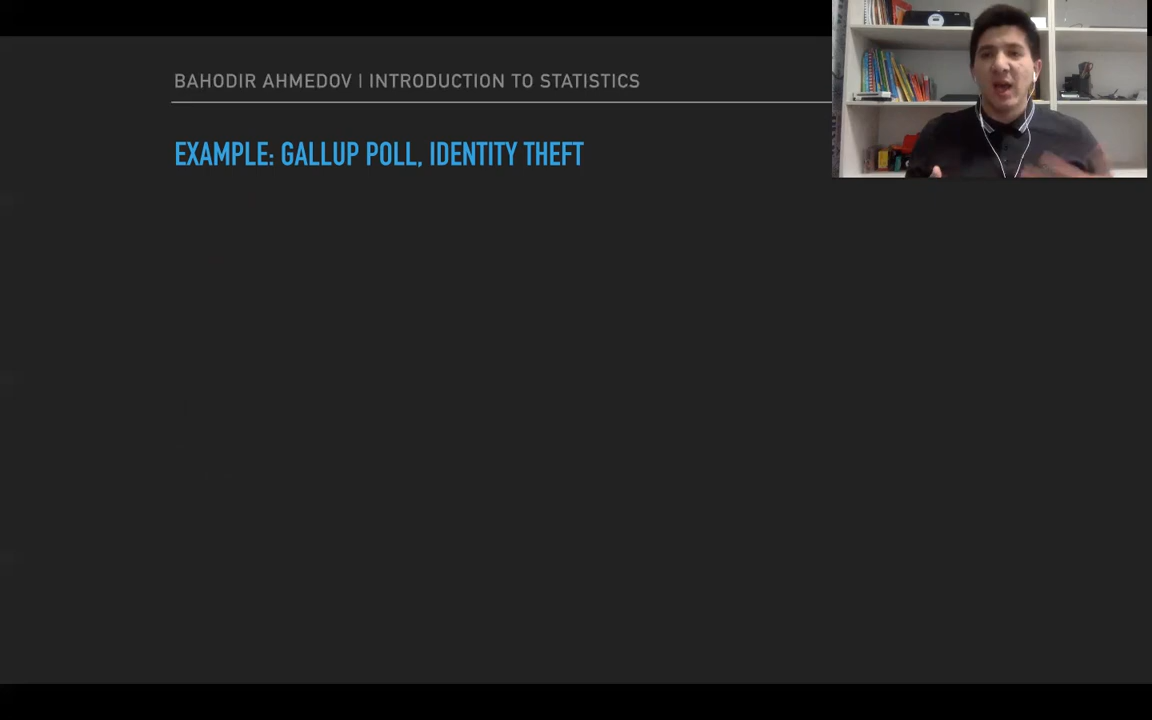 BAHODIR AHMEDOV | INTRODUCTION TO STATISTICS
EXAMPLE: GALLUP POLL, IDENTITY THEFT